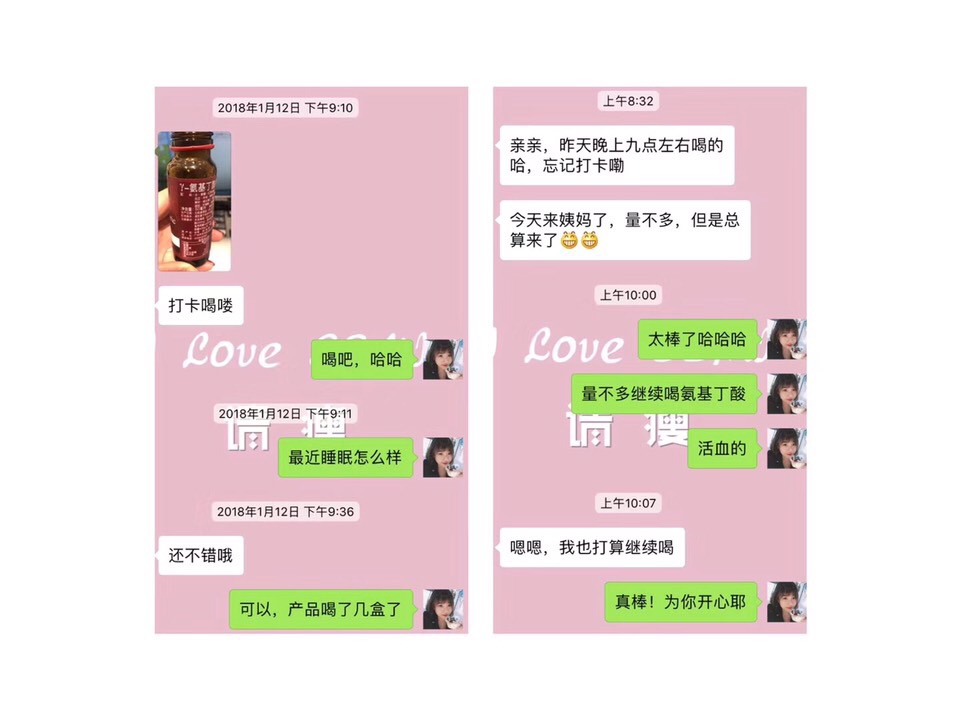 2018年1月12日 下午9:10
γ-氨基丁酸
打卡喝喽
Love
喝吧，哈哈
2018年1月12日 下午9:11
请 瘦
最近睡眠怎么样
2018年1月12日 下午9:36
还不错哦
可以，产品喝了几盒了
上午8:32
亲亲，昨天晚上九点左右喝的
哈，忘记打卡嘞
今天来姨妈了，量不多，但是总
算来了😁😁
上午10:00
太棒了哈哈哈
Love
量不多继续喝氨基丁酸
请 瘦
活血的
上午10:07
嗯嗯，我也打算继续喝
真棒！为你开心耶